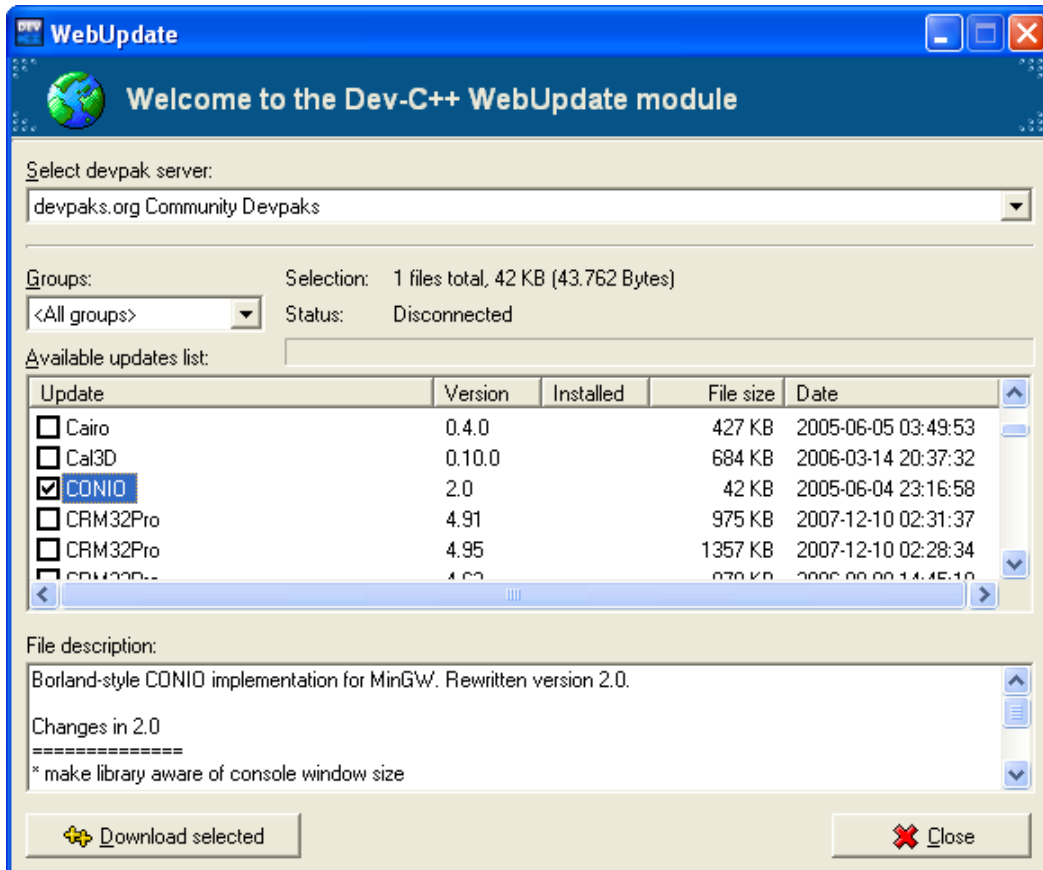 DEV
WebUpdate
Welcome to the Dev-C++ WebUpdate module
Select devpak server:
devpaks.org Community Devpaks
Groups:
Selection: 1 files total, 42 KB (43.762 Bytes)
<All groups>
Status: Disconnected
Available updates list:
Update Version Installed File size Date
Cairo 0.4.0 427 KB 2005-06-05 03:49:53
Cal3D 0.10.0 684 KB 2006-03-14 20:37:32
CONIO 2.0 42 KB 2005-06-04 23:16:58
CRM32Pro 4.91 975 KB 2007-12-10 02:31:37
CRM32Pro 4.95 1357 KB 2007-12-10 02:28:34
CRM32Pro
File description:
Borland-style CONIO implementation for MinGW. Rewritten version 2.0.
Changes in 2.0
==============
* make library aware of console window size
Download selected
Close